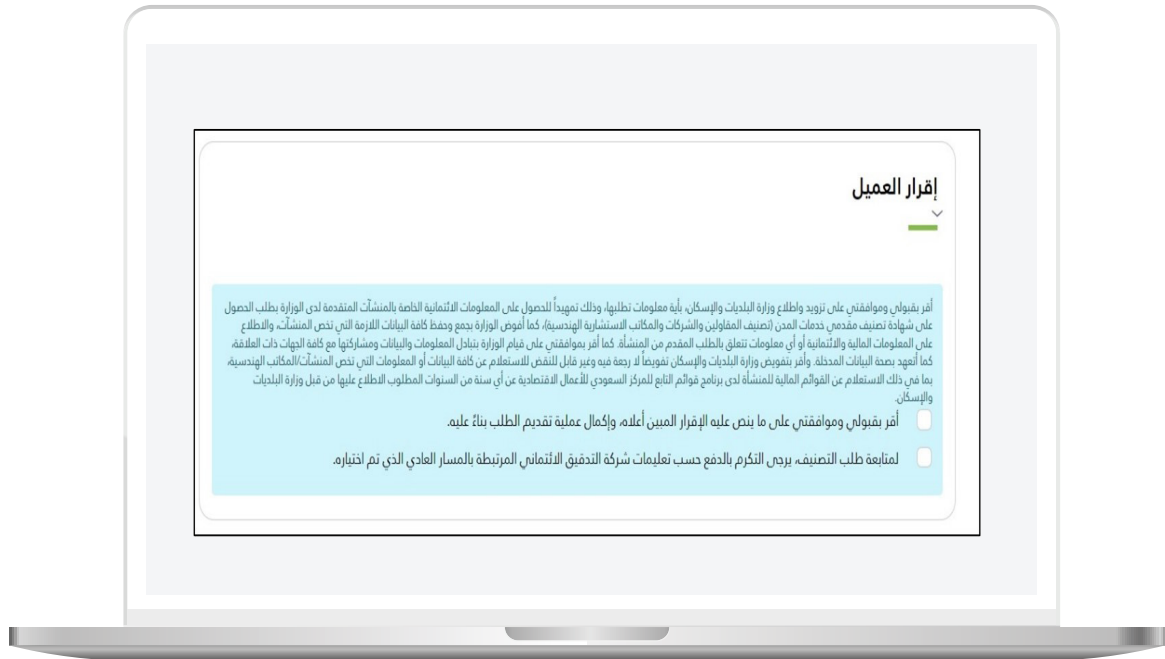 إقرار العميل
أقر بقبولي وموافقتي على تزويد واطلاع وزارة البلديات والإسكان، بأية معلومات تطلبها، وذلك تمهيداً للحصول على المعلومات الائتمانية الخاصة بالمنشآت المتقدمة لدى الوزارة بطلب الحصول
على شهادة تصنيف مقدمي خدمات المدن (تصنيف المقاولين والشركات والمكاتب الاستشارية الهندسية)، كما أفوض الوزارة بجمع وحفظ كافة البيانات اللازمة التي تخص المنشآت، والاطلاع
على المعلومات المالية والائتمانية أو أي معلومات تتعلق بالطلب المقدم من المنشأة. كما أقر بموافقتي على قيام الوزارة بتبادل المعلومات والبيانات ومشاركتها مع كافة الجهات ذات العلاقة،
كما أتعهد بصحة البيانات المدخلة. وأقر بتفويض وزارة البلديات والإسكان تفويضاً لا رجعة فيه وغير قابل للنقض للاستعلام عن كافة البيانات أو المعلومات التي تخص المنشآت/المكاتب الهندسية،
بما في ذلك الاستعلام عن القوائم المالية للمنشأة لدى برنامج قوائم التابع للمركز السعودي للأعمال الاقتصادية عن أي سنة من السنوات المطلوب الاطلاع عليها من قبل وزارة البلديات
والإسكان.
أقر بقبولي وموافقتي على ما ينص عليه الإقرار المبين أعلاه، وإكمال عملية تقديم الطلب بناءً عليه.
لمتابعة طلب التصنيف، يرجى التكرم بالدفع حسب تعليمات شركة التدقيق الائتماني المرتبطة بالمسار العادي الذي تم اختياره.